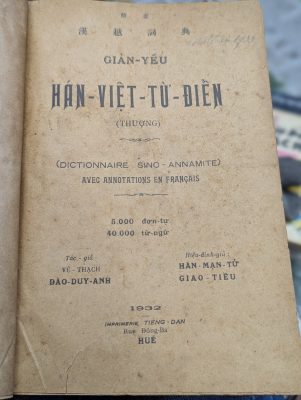 簡要
漢越詞典
GIẢN-YẾU
HÁN-VIỆT-TỪ-ĐIỂN
(THƯỢNG)
(DICTIONNAIRE SINO-ANNAMITE)
AVEC ANNOTATIONS EN FRANÇAIS
5.000 đơn-tự
40.000 từ-ngữ
Tác-giả
VỆ-THẠCH
ĐÀO-DUY-ANH
Hiệu-đính-giả:
HÃN-MẠN-TỬ
GIAO-TIỀU
1932
IMPRIMERIE TIẾNG-DÂN
Rue Đông-Ba
HUẾ